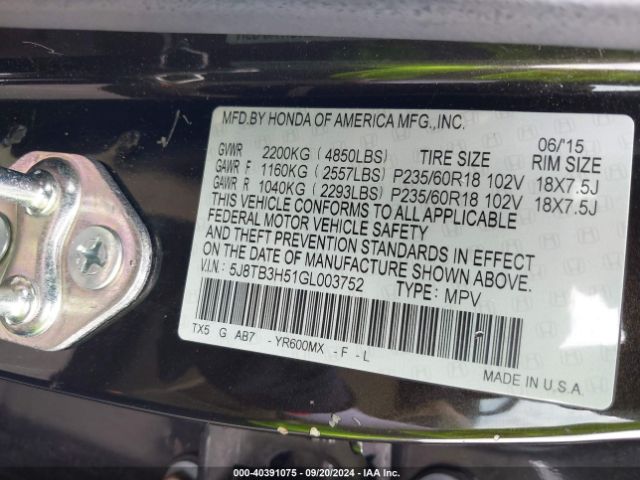 MFD.BY HONDA OF AMERICA MFG.,INC.
06/'15
GVWR 2200KG (4850LBS) TIRE SIZE RIM SIZE
GAWR F 1160KG (2557LBS) P235/60R18 102V 18X7.5J
GAWR R 1040KG (2293LBS) P235/60R18 102V 18X7.5J
THIS VEHICLE CONFORMS TO ALL APPLICABLE
FEDERAL MOTOR VEHICLE SAFETY
AND THEFT PREVENTION STANDARDS IN EFFECT
ON THE DATE OF MANUFACTURE SHOWN ABOVE.
V.I.N: 5J8TB3H51GL003752 TYPE: MPV
TX5 G AB7 -YR600MX -F -L
MADE IN U.S.A.
000-40391075 - 09/20/2024 - IAA Inc.